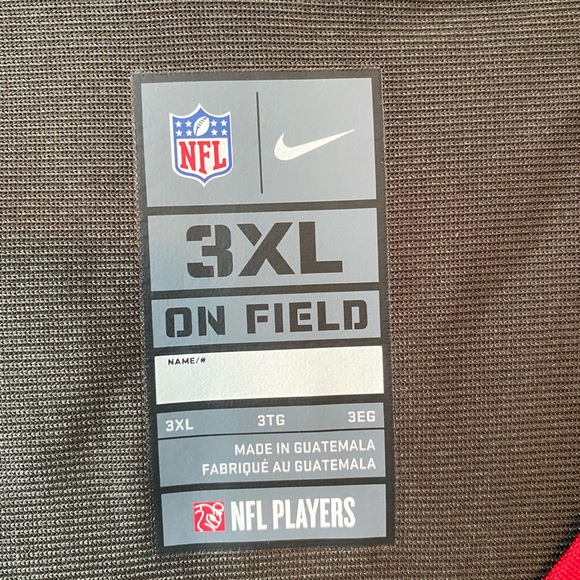 NFL
3XL
ON FIELD
NAME/#
3XL 3TG 3EG
MADE IN GUATEMALA
FABRIQUÉ AU GUATEMALA
NFL PLAYERS